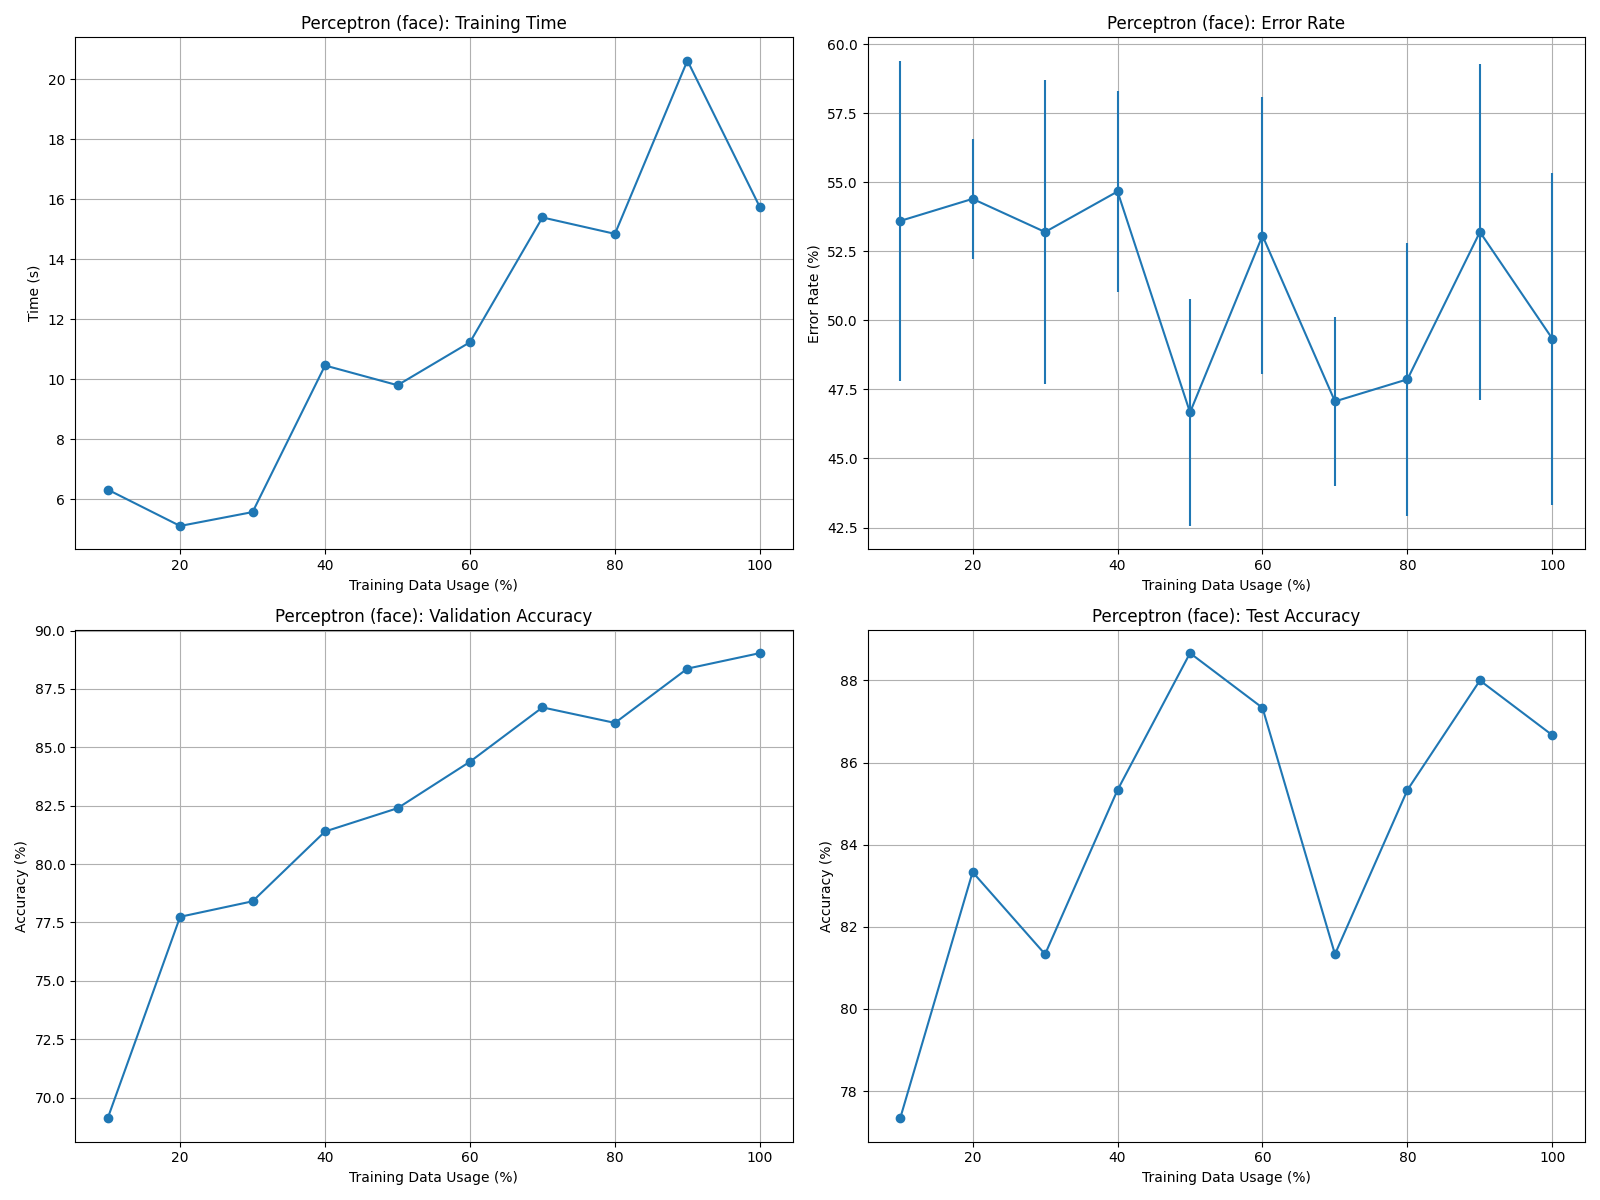 Perceptron (face): Training Time
20
18
16
14
12
10
8
6
Time (s)
20 40 60 80 100
Training Data Usage (%)
Perceptron (face): Error Rate
60.0
57.5
55.0
52.5
50.0
47.5
45.0
42.5
Error Rate (%)
20 40 60 80 100
Training Data Usage (%)
Perceptron (face): Validation Accuracy
90.0
87.5
85.0
82.5
80.0
77.5
75.0
72.5
70.0
Accuracy (%)
20 40 60 80 100
Training Data Usage (%)
Perceptron (face): Test Accuracy
88
86
84
82
80
78
Accuracy (%)
20 40 60 80 100
Training Data Usage (%)